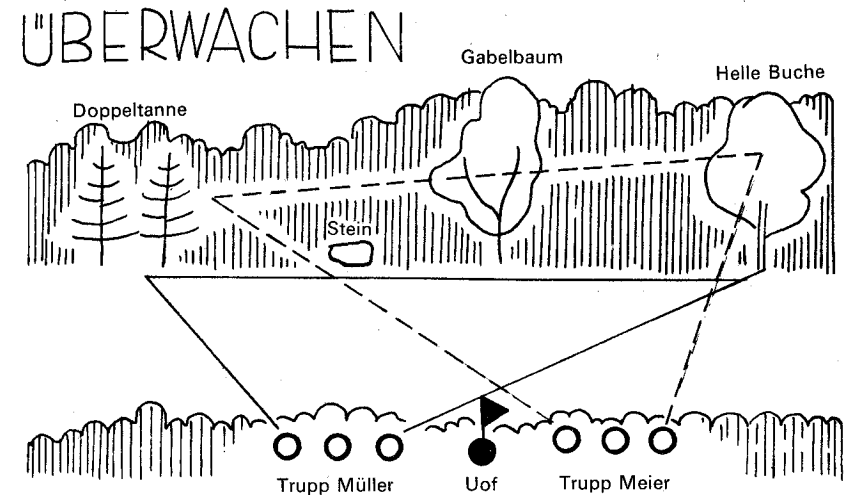 ÜBERWACHEN
Gabelbaum
Helle Buche
Doppeltanne
Stein
Trupp Müller
Uof
Trupp Meier